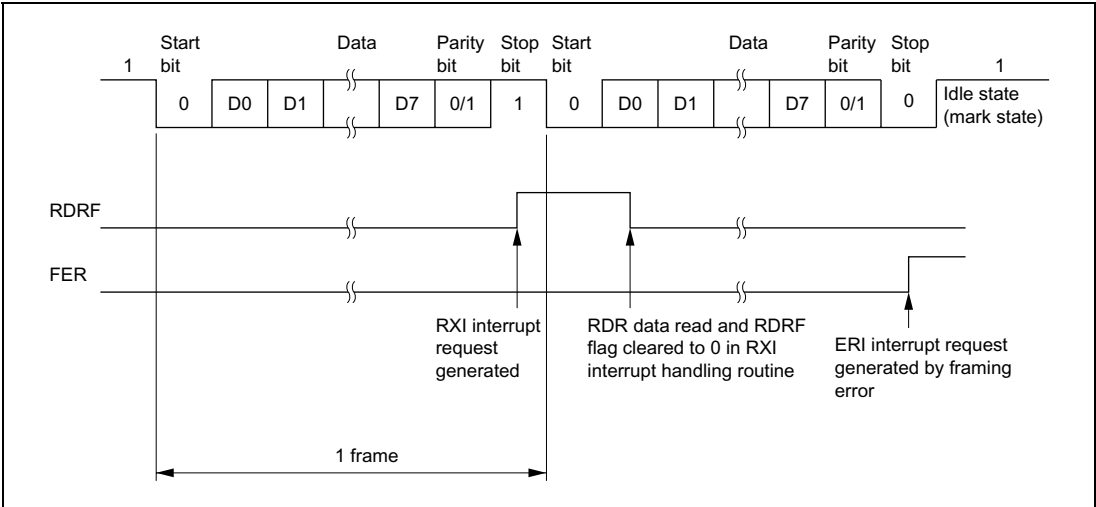 Start Data Parity Stop Start Data Parity Stop
1 bit bit bit bit bit bit 1
0 D0 D1 D7 0/1 1 0 D0 D1 D7 0/1 0 Idle state
(mark state)
RDRF
FER
RXI interrupt
request
generated
RDR data read and RDRF
flag cleared to 0 in RXI
interrupt handling routine
ERI interrupt request
generated by framing
error
1 frame